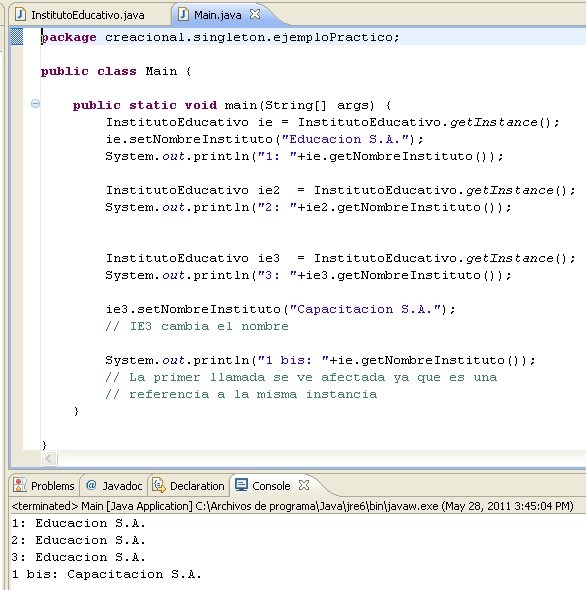 InstitutoEducativo.java Main.java
package creacional.singleton.ejemploPractico;
public class Main {
public static void main(String[] args) {
InstitutoEducativo ie = InstitutoEducativo.getInstance();
ie.setNombreInstituto("Educacion S.A.");
System.out.println("1: "+ie.getNombreInstituto());
InstitutoEducativo ie2  = InstitutoEducativo.getInstance();
System.out.println("2: "+ie2.getNombreInstituto());
InstitutoEducativo ie3  = InstitutoEducativo.getInstance();
System.out.println("3: "+ie3.getNombreInstituto());
ie3.setNombreInstituto("Capacitacion S.A.");
// IE3 cambia el nombre
System.out.println("1 bis: "+ie.getNombreInstituto());
// La primer llamada se ve afectada ya que es una
// referencia a la misma instancia
}
}
Problems @ Javadoc Declaration Console
<terminated> Main [Java Application] C:\Archivos de programa\Java\jre6\bin\javaw.exe (May 28, 2011 3:45:04 PM)
1: Educacion S.A.
2: Educacion S.A.
3: Educacion S.A.
1 bis: Capacitacion S.A.